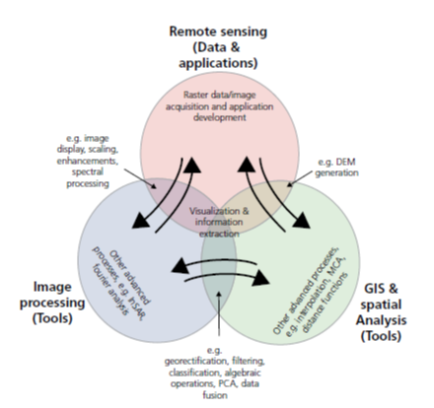 Remote sensing
(Data &
applications)
Raster data/image
acquisition and application
development
e.g. image
display, scaling,
enhancements,
spectral
processing
e.g. DEM
generation
Visualization &
information
extraction
Other advanced
processes, e.g. InSAR,
fourier analysis
Other advanced processes,
e.g. interpolation, MCA,
distance functions
Image
processing
(Tools)
GIS &
spatial
Analysis
(Tools)
e.g.
georectification, filtering,
classification, algebraic
operations, PCA, data
fusion